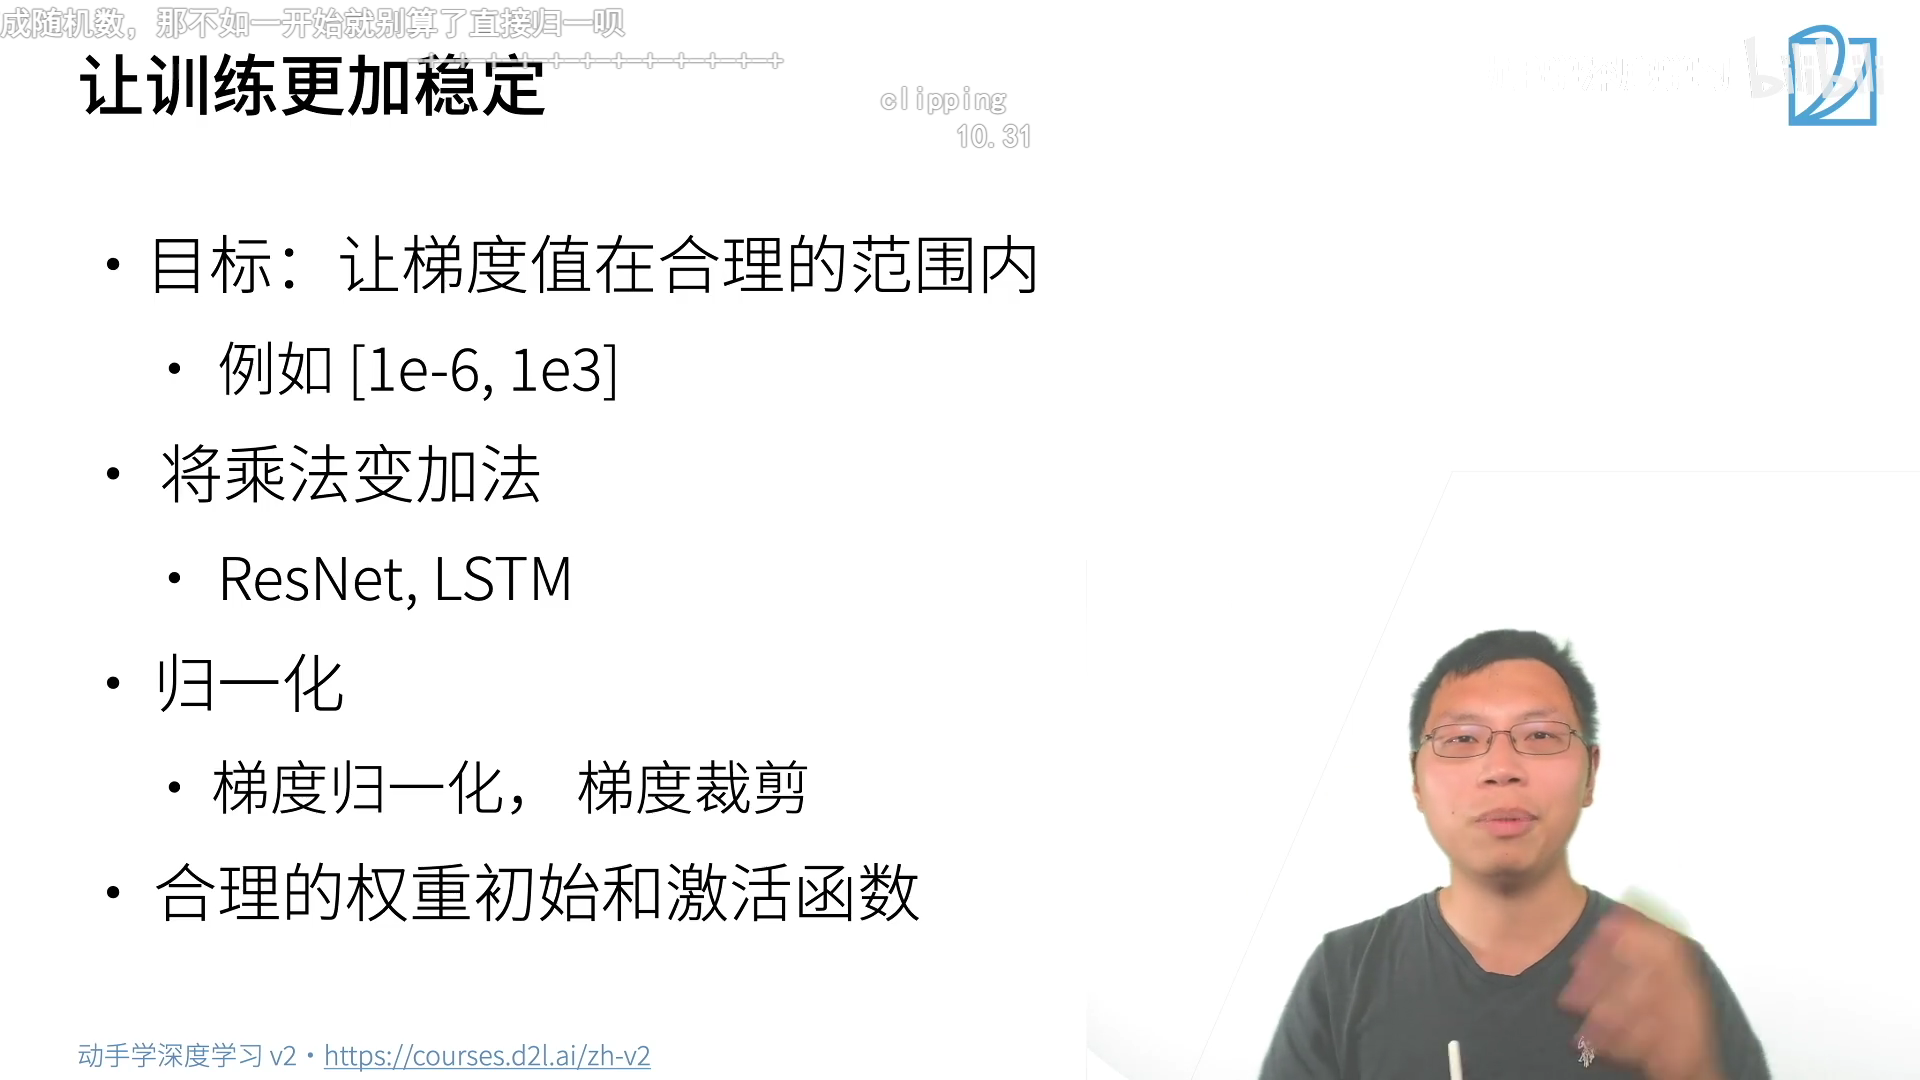 成随机数，那不如一开始就别算了直接归一呗
让训练更加稳定
clipping
10.31
bilibili
• 目标：让梯度值在合理的范围内
• 例如 [1e-6, 1e3]
• 将乘法变加法
• ResNet, LSTM
• 归一化
• 梯度归一化， 梯度裁剪
• 合理的权重初始和激活函数
动手学深度学习 v2 • https://courses.d2l.ai/zh-v2